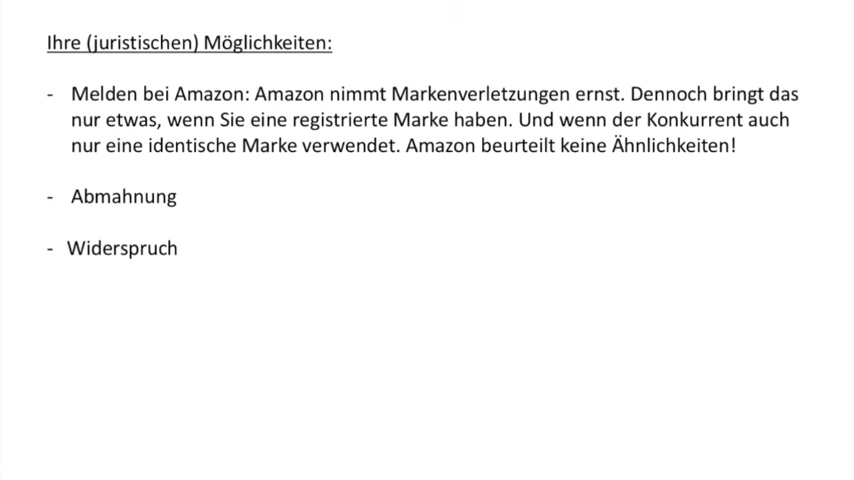 Ihre (juristischen) Möglichkeiten:
- Melden bei Amazon: Amazon nimmt Markenverletzungen ernst. Dennoch bringt das
nur etwas, wenn Sie eine registrierte Marke haben. Und wenn der Konkurrent auch
nur eine identische Marke verwendet. Amazon beurteilt keine Ähnlichkeiten!
- Abmahnung
- Widerspruch